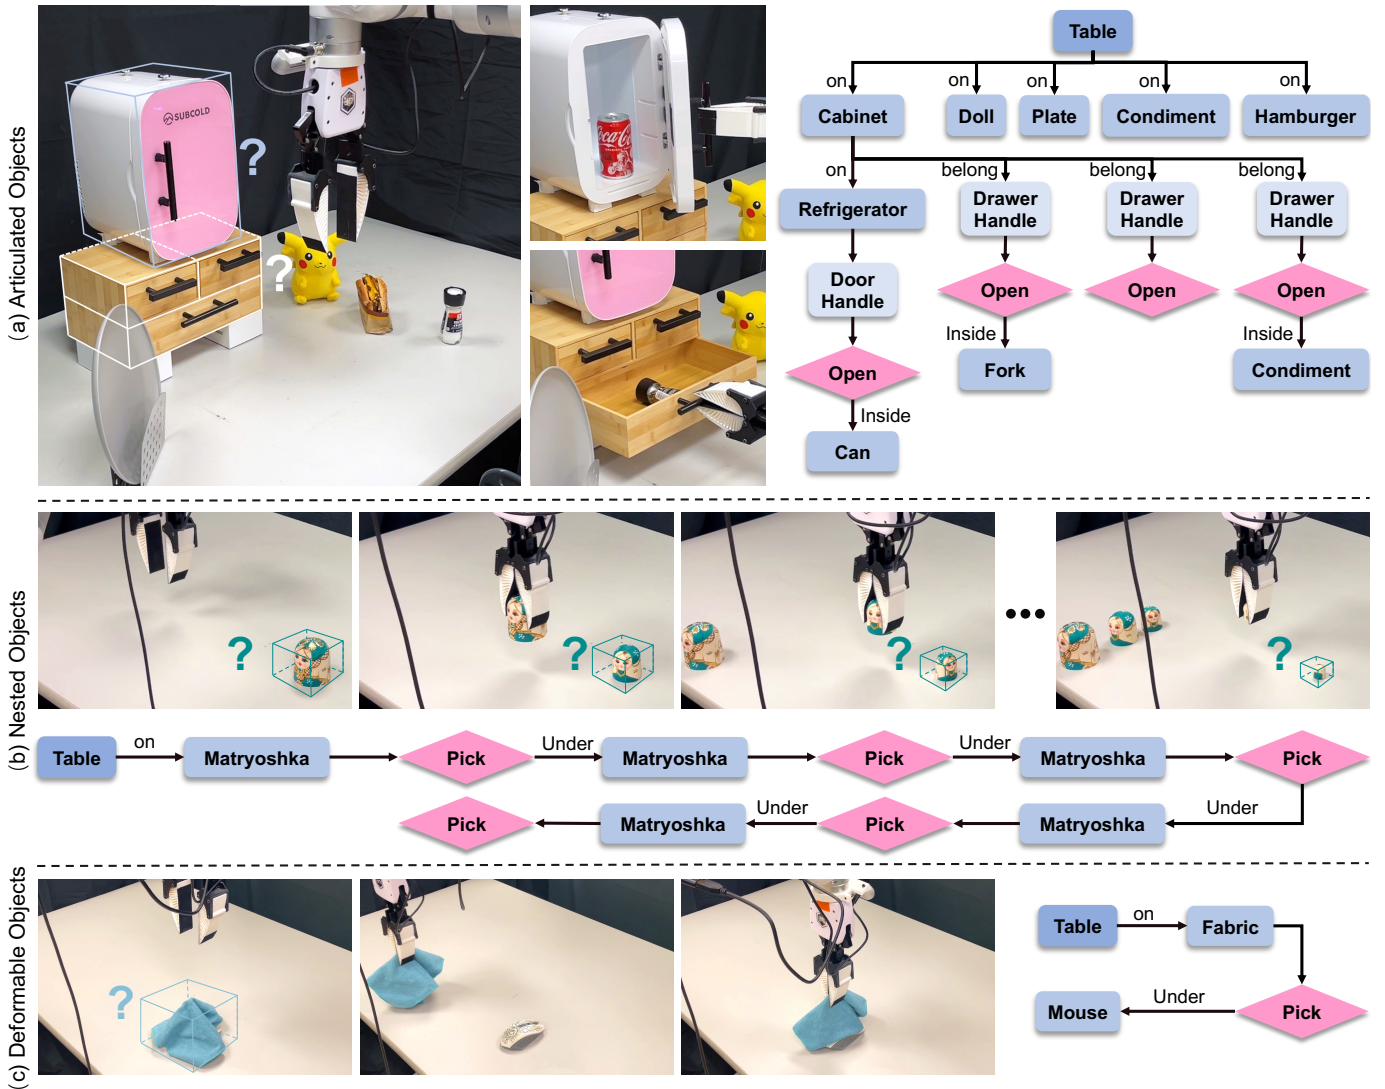 (a) Articulated Objects
SUBCOLD
?
?
Coca-Cola
Table
on
on
on
on
on
Cabinet
Doll
Plate
Condiment
Hamburger
on
belong
belong
belong
Refrigerator
Drawer
Handle
Drawer
Handle
Drawer
Handle
Door
Handle
Open
Open
Open
Inside
Inside
Open
Fork
Condiment
Inside
Can
(b) Nested Objects
?
?
?
•••
?
Table
on
Matryoshka
Pick
Under
Matryoshka
Pick
Under
Matryoshka
Pick
Under
Matryoshka
Pick
Under
Matryoshka
Pick
(c) Deformable Objects
?
Table
on
Fabric
Pick
Under
Mouse